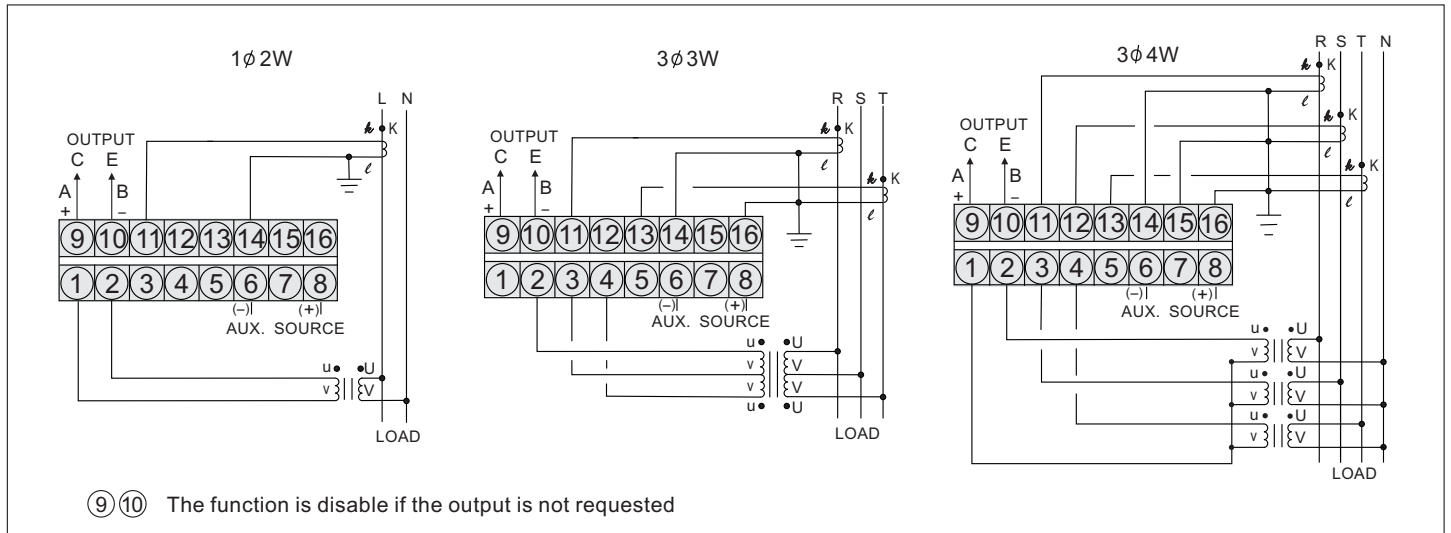 1ϕ2W
L N
k K
OUTPUT
C E
A B
+ −
l
9 10 11 12 13 14 15 16
1 2 3 4 5 6 7 8
(−) (+)
AUX. SOURCE
u U
v V
LOAD
3ϕ3W
R S T
k K
OUTPUT
C E
A B
+ −
l
k K
l
9 10 11 12 13 14 15 16
1 2 3 4 5 6 7 8
(−) (+)
AUX. SOURCE
u U
v V
v V
u U
LOAD
3ϕ4W
R S T N
k K
l
k K
OUTPUT
C E
A B
+ −
l
k K
l
9 10 11 12 13 14 15 16
1 2 3 4 5 6 7 8
(−) (+)
AUX. SOURCE
u U
v V
u U
v V
u U
v V
LOAD
9 10 The function is disable if the output is not requested